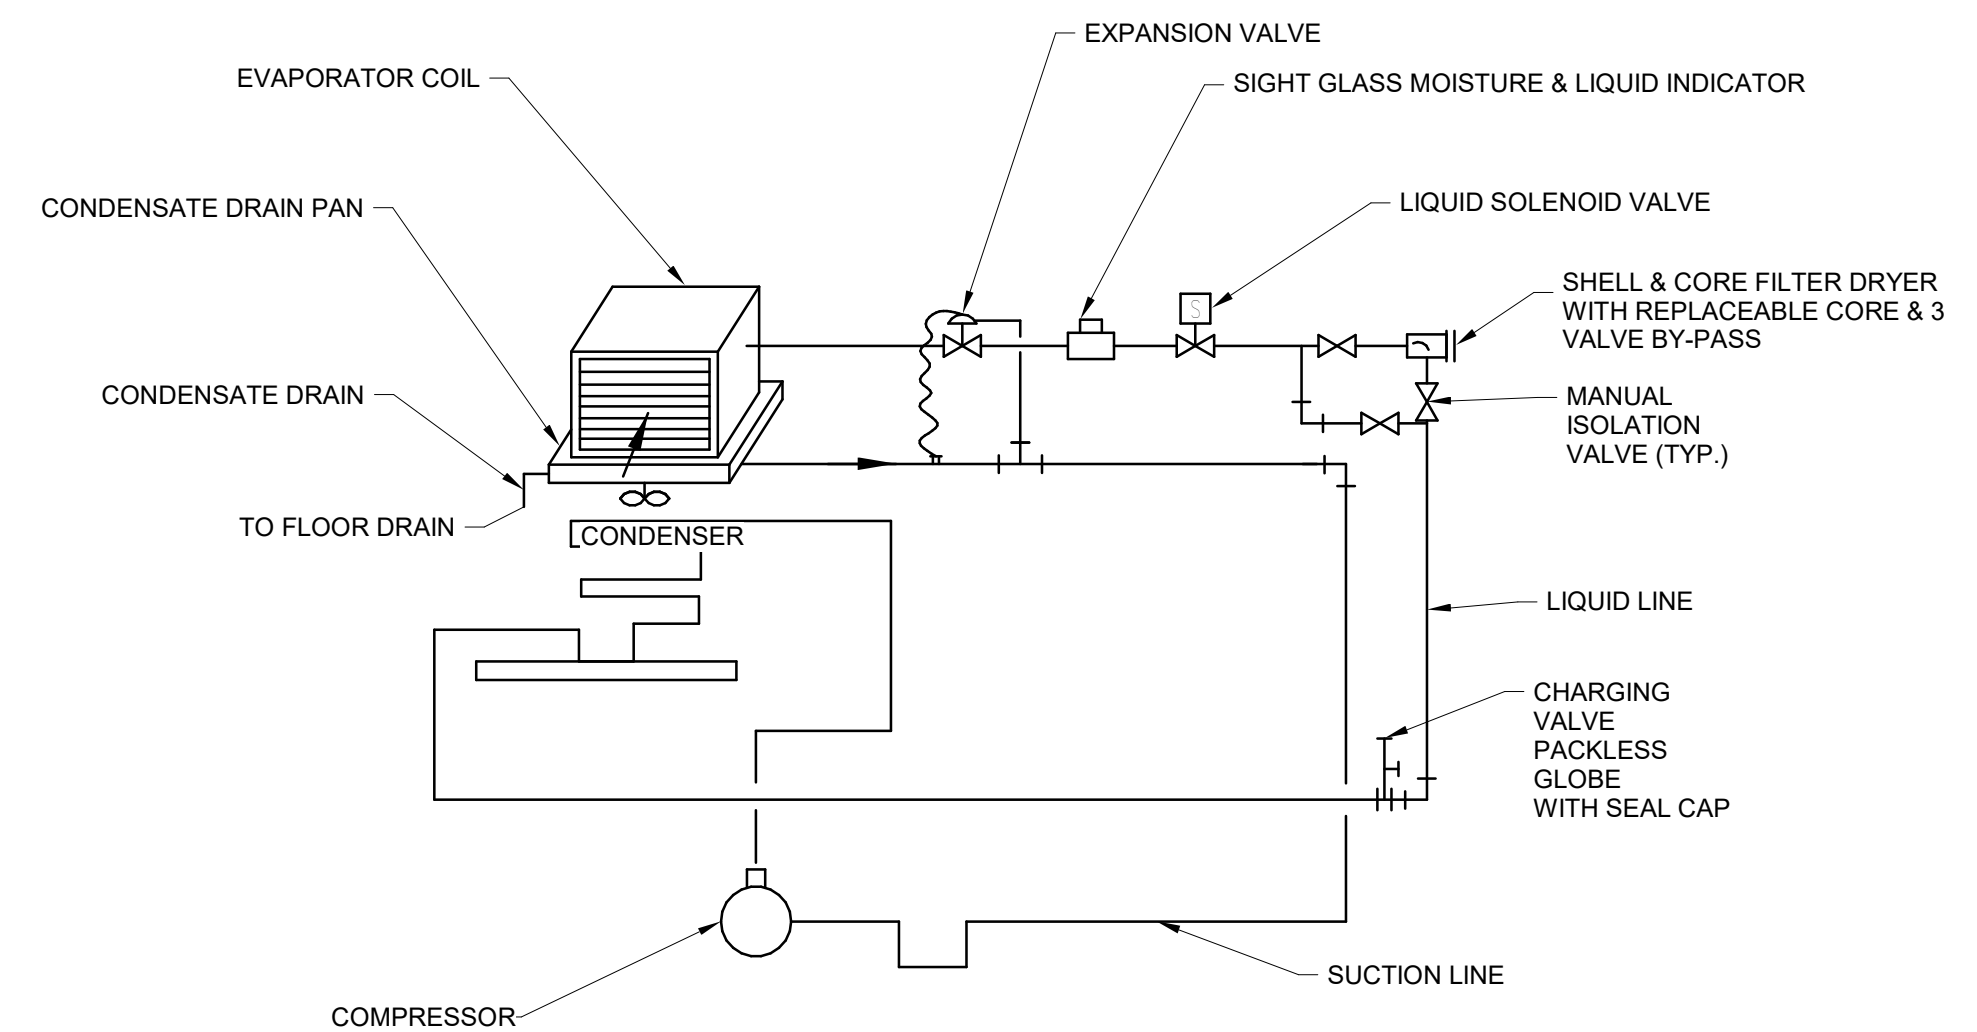 EXPANSION VALVE
EVAPORATOR COIL
SIGHT GLASS MOISTURE & LIQUID INDICATOR
CONDENSATE DRAIN PAN
LIQUID SOLENOID VALVE
S
SHELL & CORE FILTER DRYER
WITH REPLACEABLE CORE & 3
VALVE BY-PASS
CONDENSATE DRAIN
MANUAL
ISOLATION
VALVE (TYP.)
TO FLOOR DRAIN
CONDENSER
LIQUID LINE
CHARGING
VALVE
PACKLESS
GLOBE
WITH SEAL CAP
SUCTION LINE
COMPRESSOR